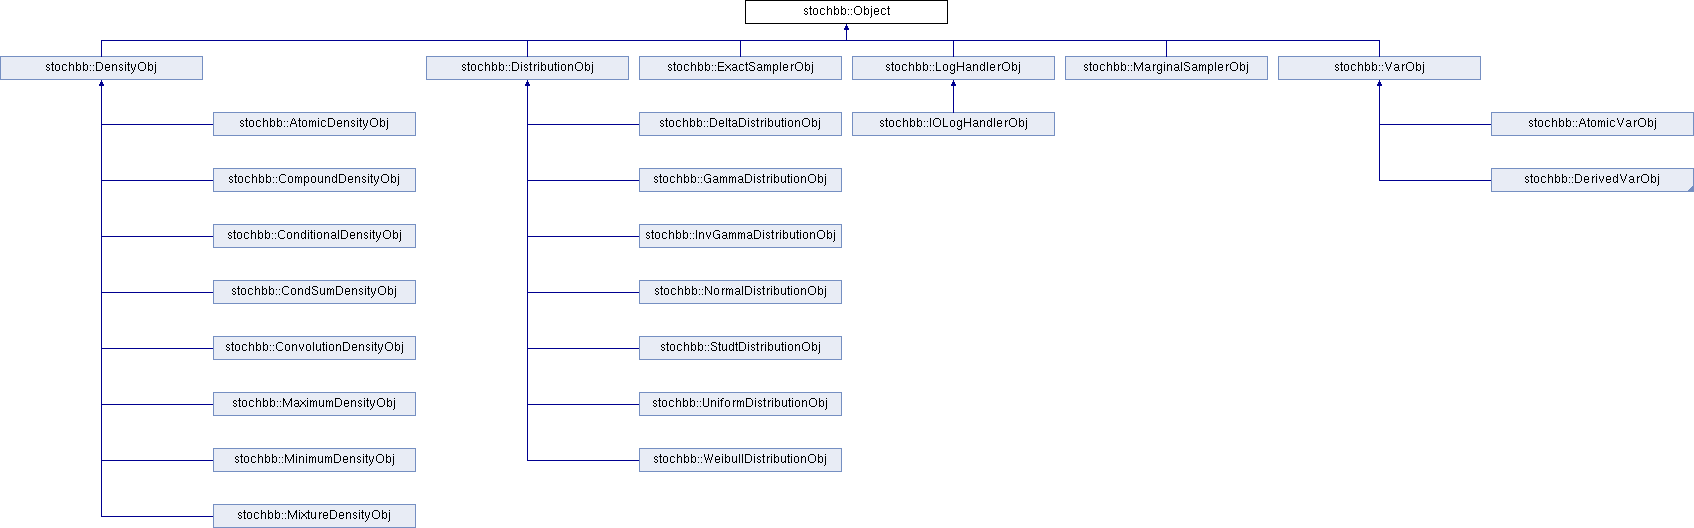 stochbb::Object
stochbb::DensityObj
stochbb::DistributionObj
stochbb::ExactSamplerObj
stochbb::LogHandlerObj
stochbb::MarginalSamplerObj
stochbb::VarObj
stochbb::AtomicDensityObj
stochbb::DeltaDistributionObj
stochbb::IOLogHandlerObj
stochbb::AtomicVarObj
stochbb::CompoundDensityObj
stochbb::GammaDistributionObj
stochbb::DerivedVarObj
stochbb::ConditionalDensityObj
stochbb::InvGammaDistributionObj
stochbb::CondSumDensityObj
stochbb::NormalDistributionObj
stochbb::ConvolutionDensityObj
stochbb::StudtDistributionObj
stochbb::MaximumDensityObj
stochbb::UniformDistributionObj
stochbb::MinimumDensityObj
stochbb::WeibullDistributionObj
stochbb::MixtureDensityObj